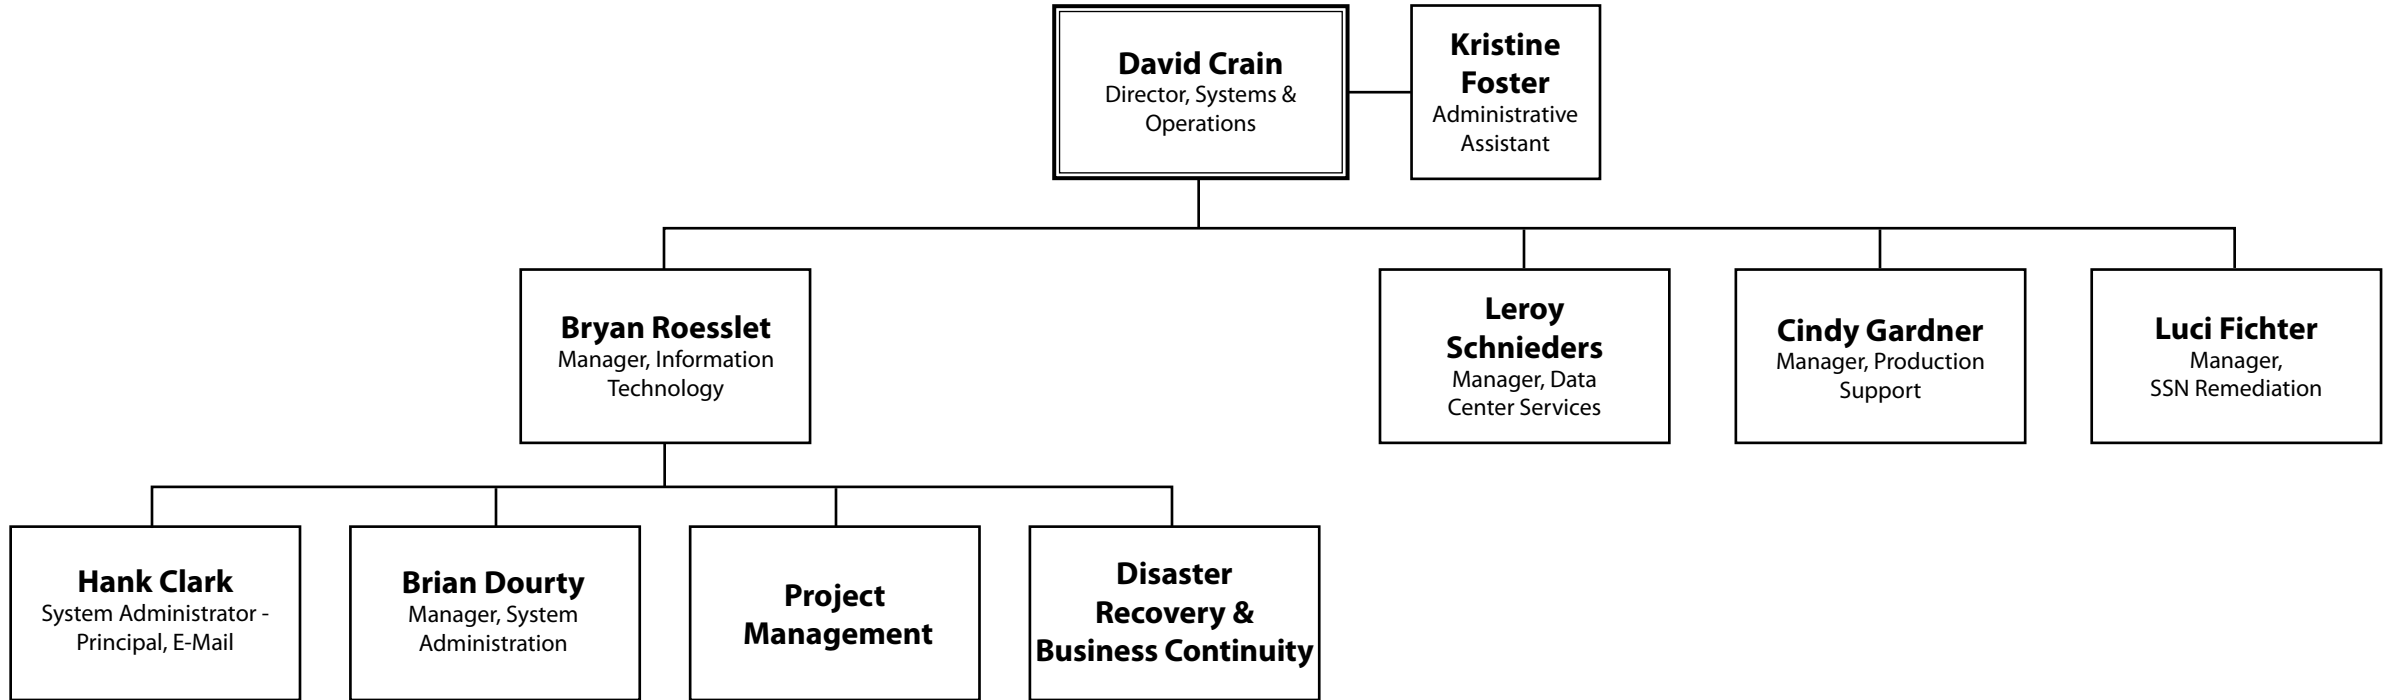 David Crain
Director, Systems &
Operations
Kristine
Foster
Administrative
Assistant
Bryan Roesslet
Manager, Information
Technology
Leroy
Schnieders
Manager, Data
Center Services
Cindy Gardner
Manager, Production
Support
Luci Fichter
Manager,
SSN Remediation
Hank Clark
System Administrator -
Principal, E-Mail
Brian Dourty
Manager, System
Administration
Project
Management
Disaster
Recovery &
Business Continuity